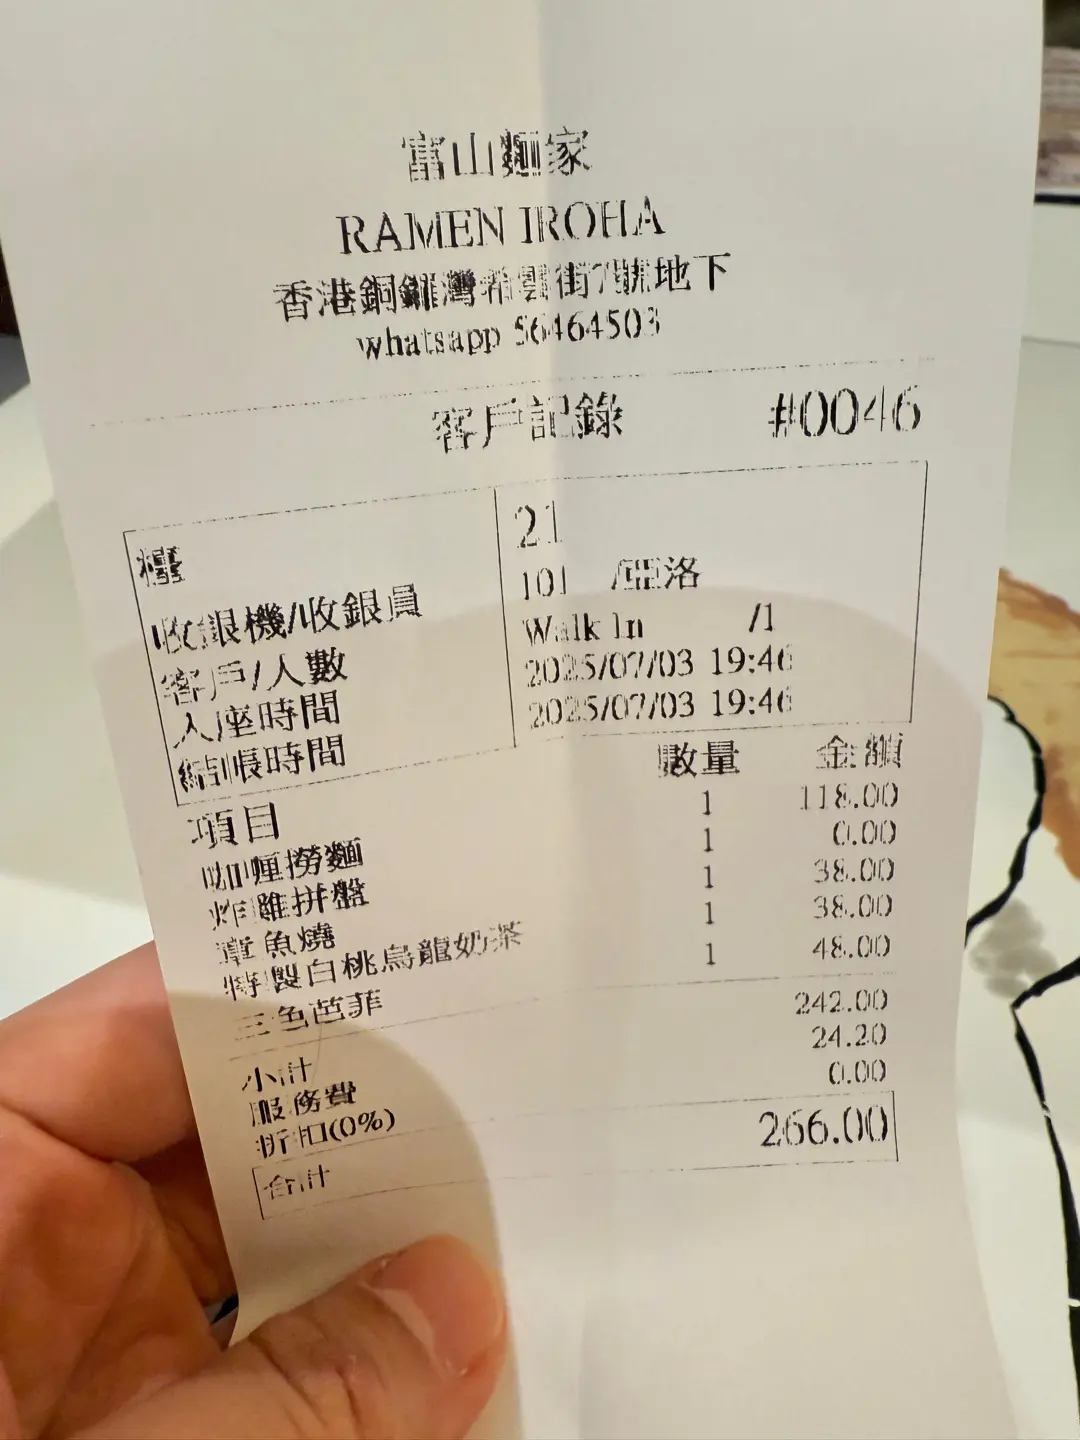 富山麵家
RAMEN IROHA
香港銅鑼灣希雲街7號地下
whatsapp 56464503
客戶記錄 #0046
檯 21
收銀機/收銀員 101 /亞洛
客戶/人數 Walk In /1
入座時間 2025/07/03 19:46
結帳時間 2025/07/03 19:46
項目 數量 金額
咖喱撈麵 1 118.00
炸雞拼盤 1 0.00
章魚燒 1 38.00
特製白桃烏龍奶茶 1 38.00
三色芭菲 1 48.00
小計 242.00
服務費 24.20
折扣(0%) 0.00
合計 266.00